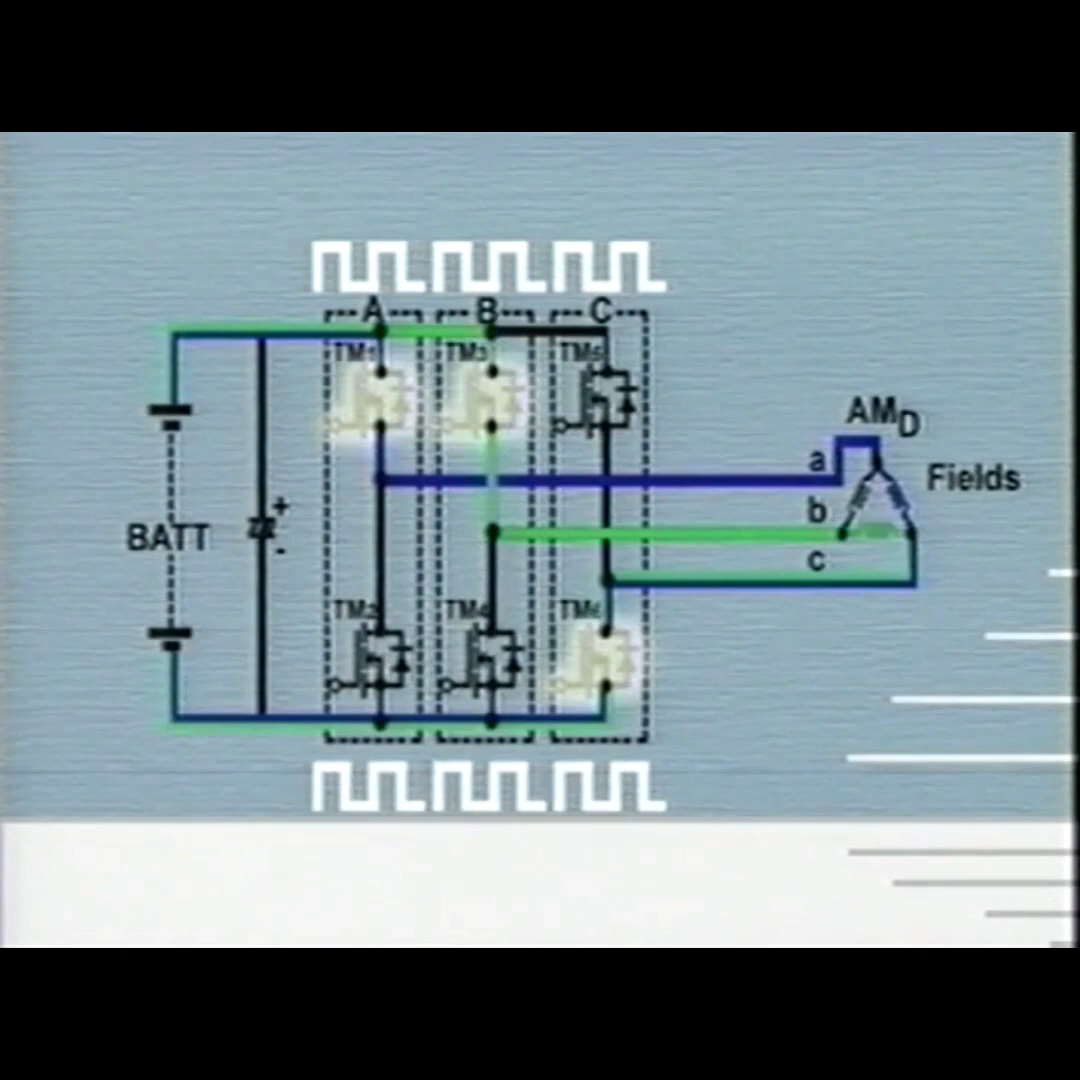 A B C
TM1 TM3 TM5
AMD
a
Fields
b
BATT
+
-
c
TM2 TM4 TM6